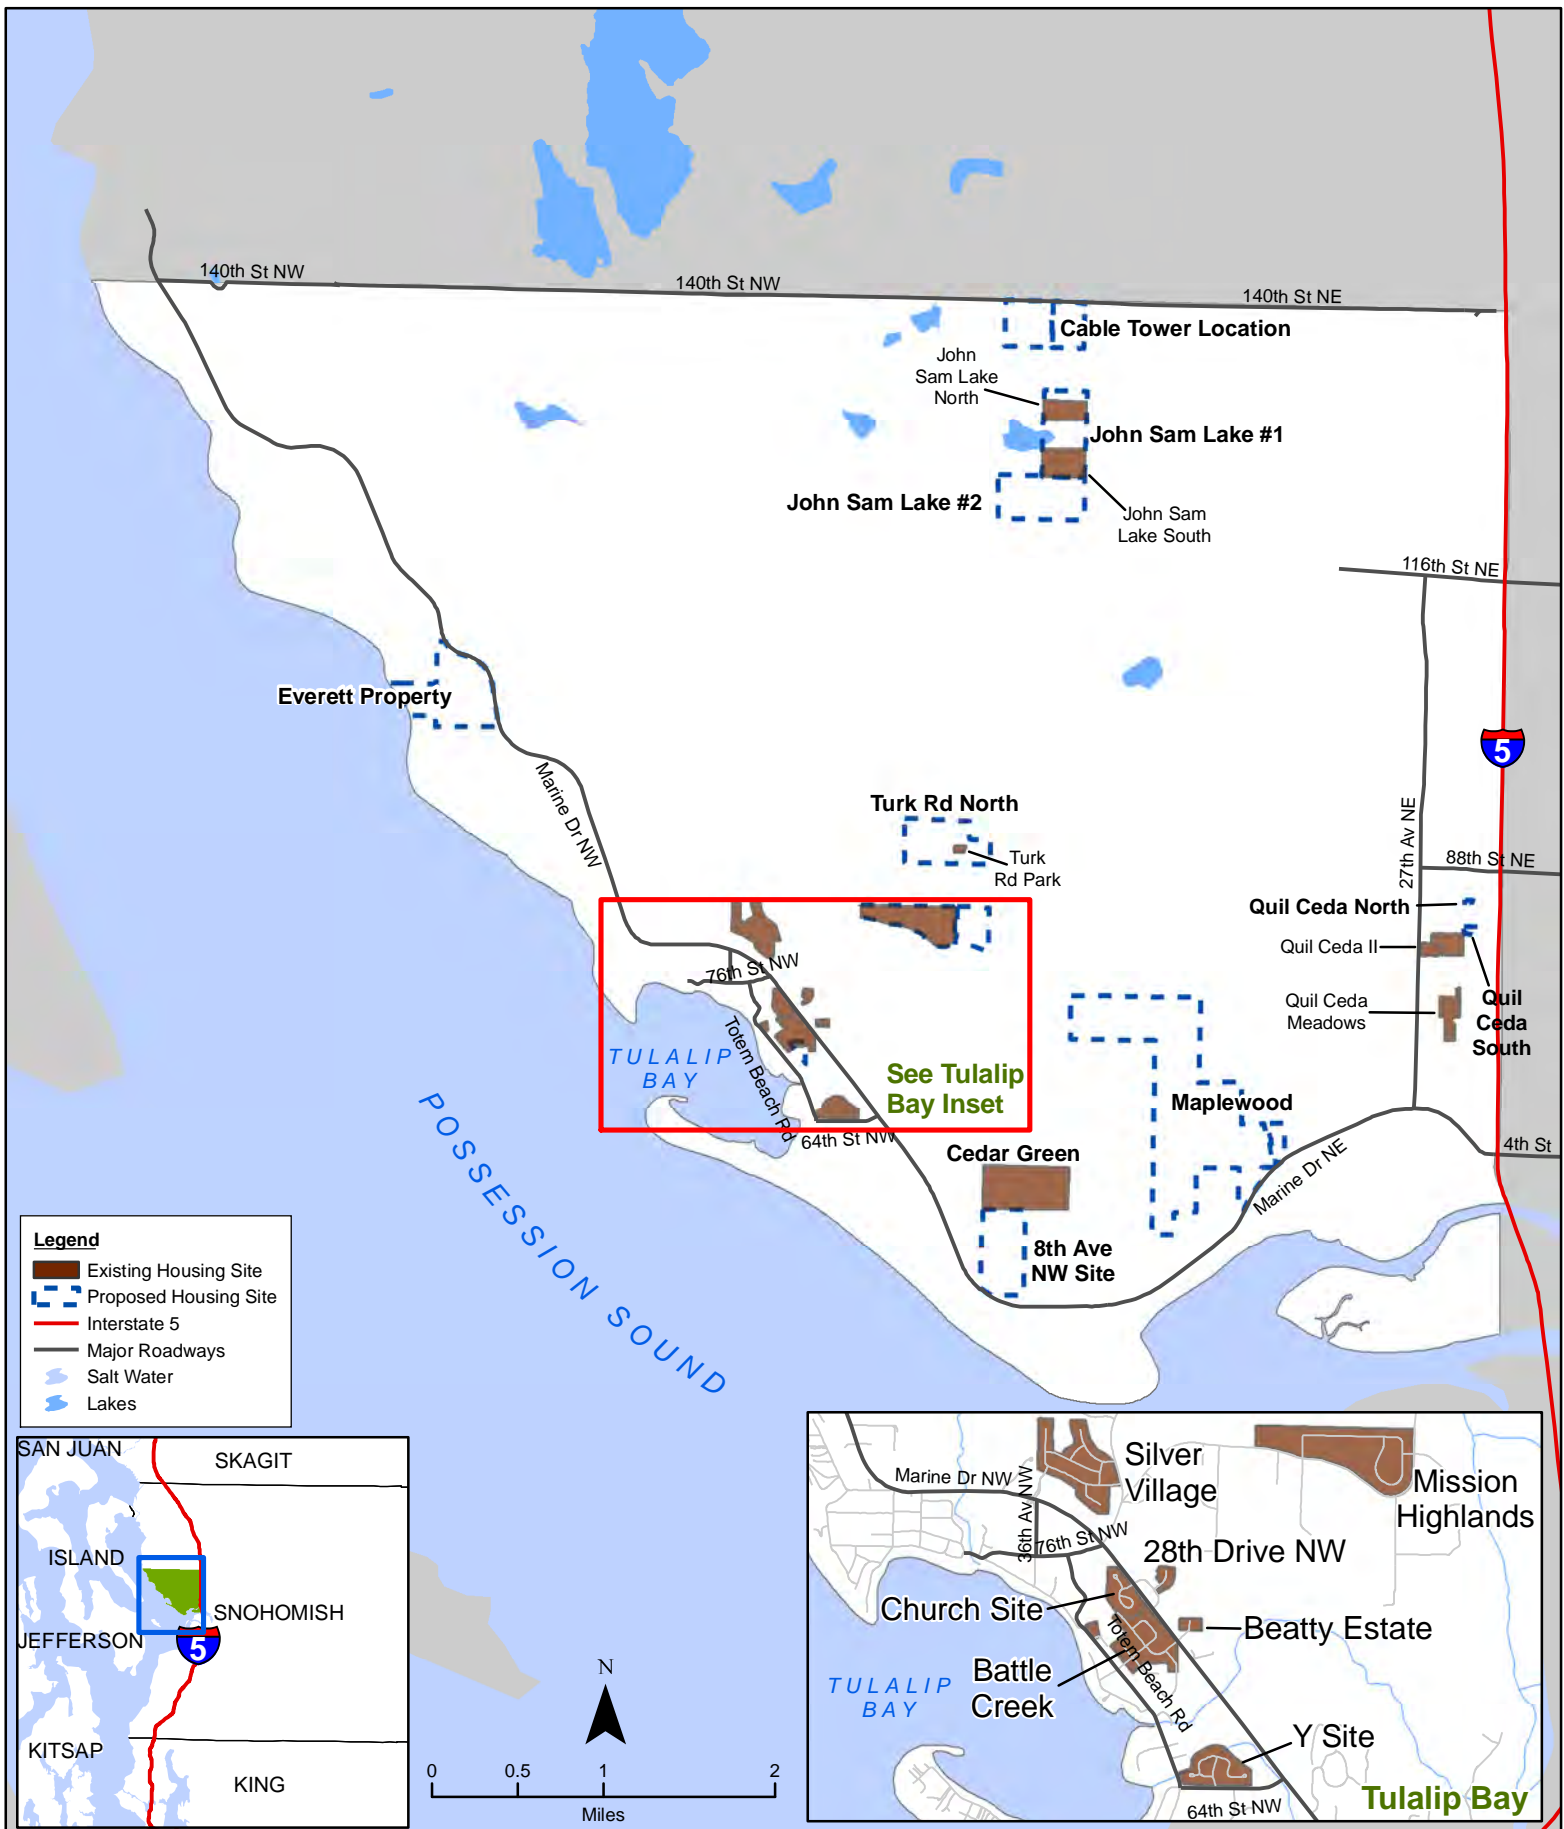 140th St NW
140th St NW
140th St NE
Cable Tower Location
John
Sam Lake
North
John Sam Lake #1
John Sam Lake #2
John Sam
Lake South
116th St NE
Everett Property
5
Marine Dr NW
Turk Rd North
Turk
Rd Park
27th Av NE
88th St NE
Quil Ceda North
Quil Ceda II
Quil Ceda
Meadows
Quil
Ceda
South
76th St NW
Totem Beach Rd
TULALIP
BAY
See Tulalip
Bay Inset
64th St NW
Maplewood
Marine Dr NE
4th St
Cedar Green
8th Ave
NW Site
POSSESSION SOUND
Legend
Existing Housing Site
Proposed Housing Site
Interstate 5
Major Roadways
Salt Water
Lakes
SAN JUAN
SKAGIT
ISLAND
SNOHOMISH
JEFFERSON
5
KITSAP
KING
N
0 0.5 1 2
Miles
Marine Dr NW
36th Av NW
76th St NW
Silver
Village
Mission
Highlands
28th Drive NW
Church Site
Beatty Estate
Battle
Creek
Totem Beach Rd
TULALIP
BAY
Y Site
64th St NW
Tulalip Bay